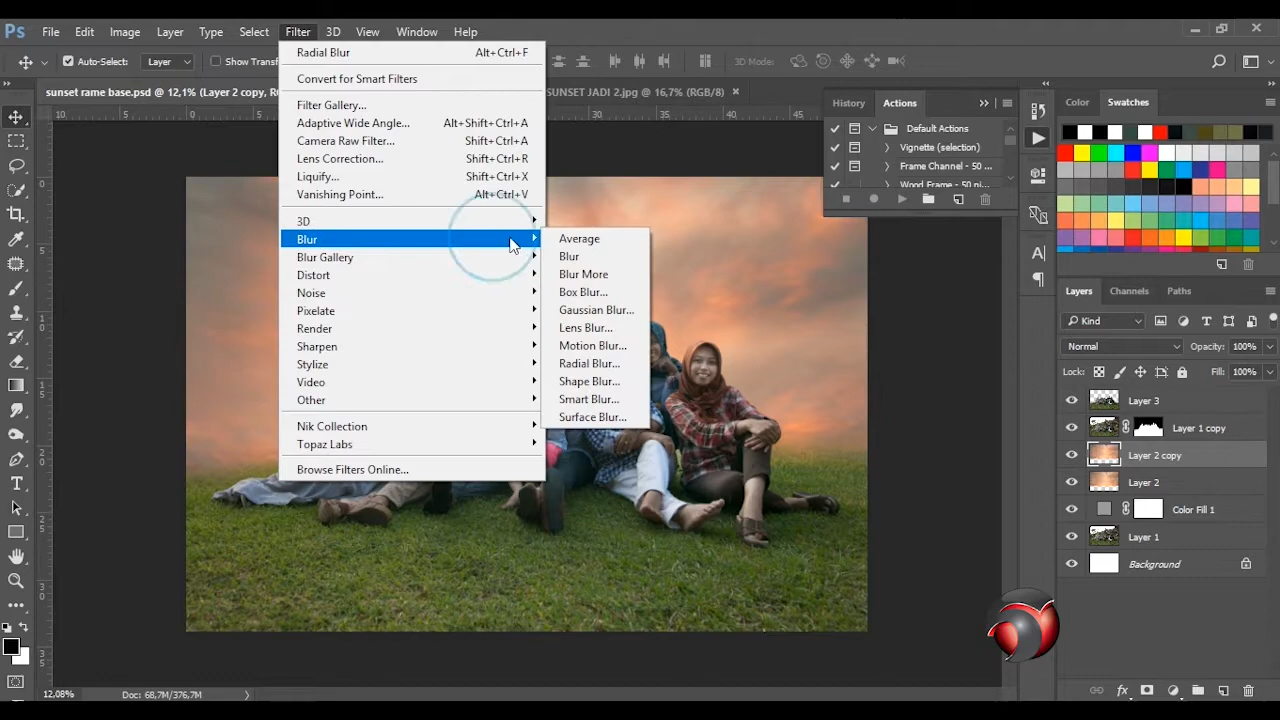 Ps File Edit Image Layer Type Select Filter 3D View Window Help
Auto-Select: Layer Show Transf 3D Mode:
sunset rame base.psd @ 12,1% (Layer 2 copy, RG SUNSET JADI 2.jpg @ 16,7% (RGB/8) ×
Radial Blur Alt+Ctrl+F
Convert for Smart Filters
Filter Gallery...
Adaptive Wide Angle... Alt+Shift+Ctrl+A
Camera Raw Filter... Shift+Ctrl+A
Lens Correction... Shift+Ctrl+R
Liquify... Shift+Ctrl+X
Vanishing Point... Alt+Ctrl+V
3D
Blur
Blur Gallery
Distort
Noise
Pixelate
Render
Sharpen
Stylize
Video
Other
Nik Collection
Topaz Labs
Browse Filters Online...
Average
Blur
Blur More
Box Blur...
Gaussian Blur...
Lens Blur...
Motion Blur...
Radial Blur...
Shape Blur...
Smart Blur...
Surface Blur...
10 5 0 30 35 40 45
0
5
10
15
20
25
30
35
History Actions
Default Actions
Vignette (selection)
Frame Channel - 50 ...
Wood Frame - 50 pi...
Color Swatches
Layers Channels Paths
Kind
Normal Opacity: 100%
Lock: Fill: 100%
Layer 3
Layer 1 copy
Layer 2 copy
Layer 2
Color Fill 1
Layer 1
Background
12,08% Doc: 68,7M/376,7M